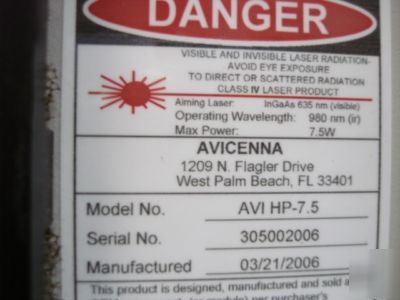 DANGER
VISIBLE AND INVISIBLE LASER RADIATION-
AVOID EYE EXPOSURE
TO DIRECT OR SCATTERED RADIATION
CLASS IV LASER PRODUCT
Aiming Laser: InGaAs 635 nm (visible)
Operating Wavelength: 980 nm (ir)
Max Power: 7.5W
AVICENNA
1209 N. Flagler Drive
West Palm Beach, FL 33401
Model No. AVI HP-7.5
Serial No. 305002006
Manufactured 03/21/2006
This product is designed, manufactured and sold a
module) per purchaser's